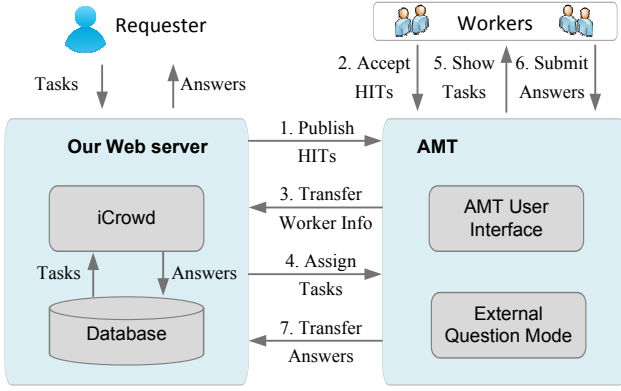 Requester
Workers
Tasks
Answers
2. Accept
HITs
5. Show
Tasks
6. Submit
Answers
Our Web server
1. Publish
HITs
AMT
iCrowd
3. Transfer
Worker Info
AMT User
Interface
Tasks
Answers
4. Assign
Tasks
Database
External
Question Mode
7. Transfer
Answers